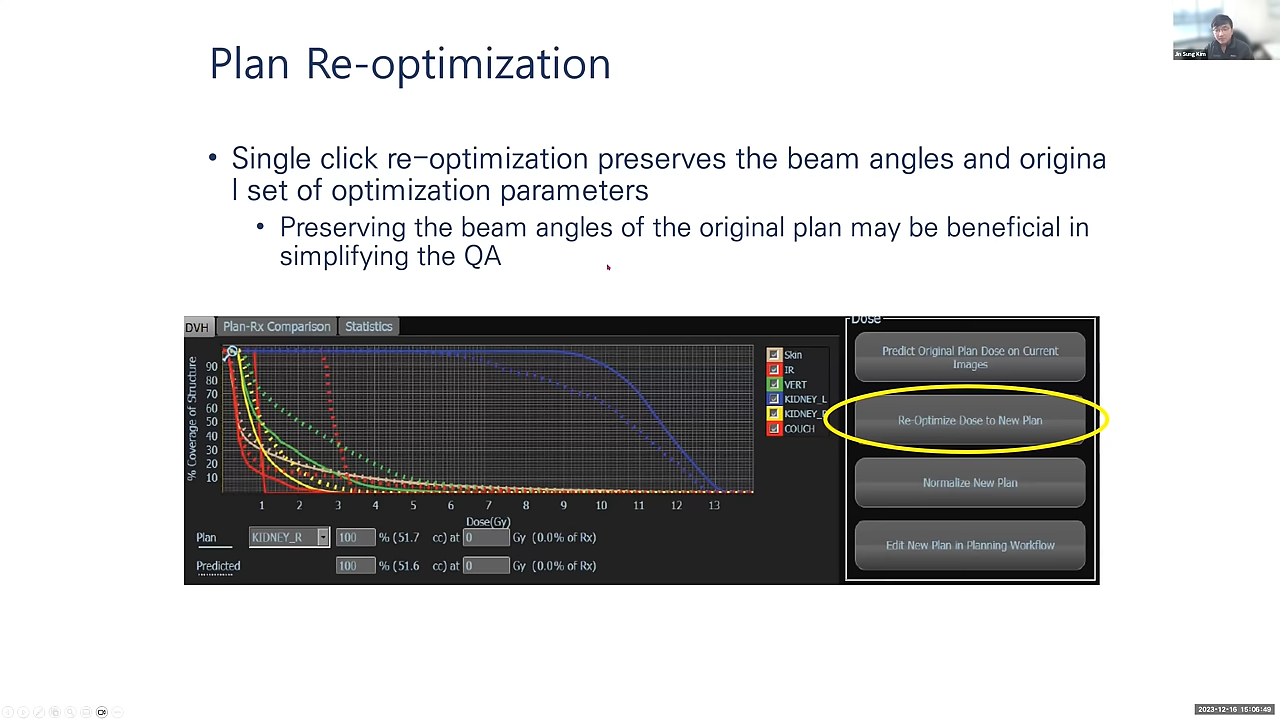 Plan Re-optimization
Jin Sung Kim
• Single click re-optimization preserves the beam angles and origina
l set of optimization parameters
• Preserving the beam angles of the original plan may be beneficial in
simplifying the QA
DVH Plan-Rx Comparison Statistics
% Coverage of Structure
90
80
70
60
50
40
30
20
10
1 2 3 4 5 6 7 8 9 10 11 12 13
Dose(Gy)
Skin
IR
VERT
KIDNEY_L
KIDNEY_R
COUCH
Plan KIDNEY_R 100 % (51.7 cc) at 0 Gy (0.0% of Rx)
Predicted 100 % (51.6 cc) at 0 Gy (0.0% of Rx)
Dose
Predict Original Plan Dose on Current
Images
Re-Optimize Dose to New Plan
Normalize New Plan
Edit New Plan in Planning Workflow
2023-12-16 15:06:49